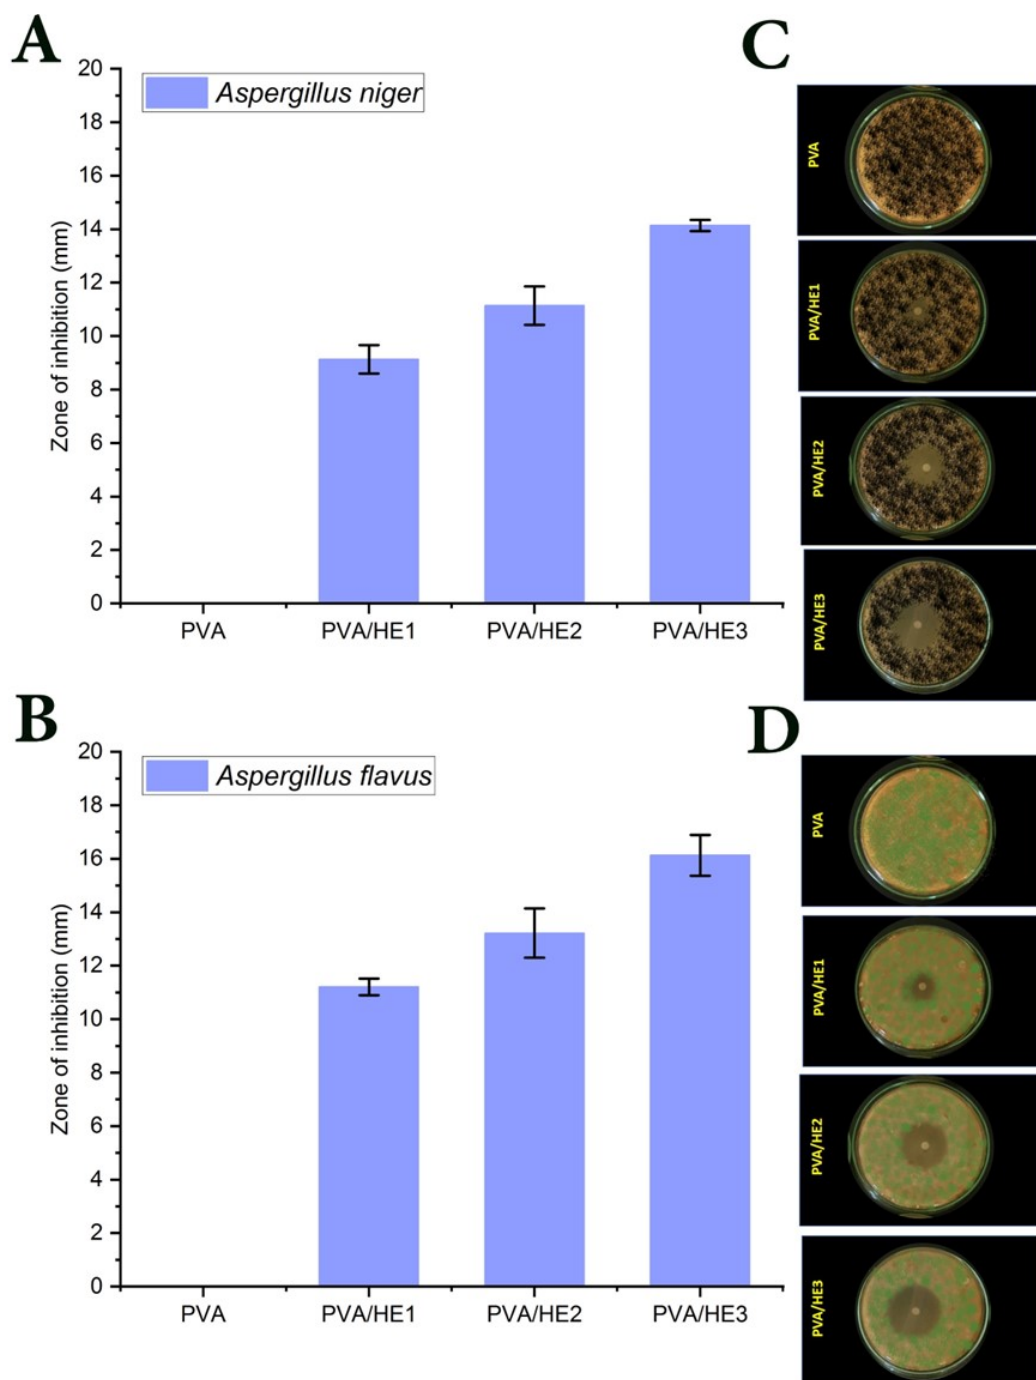 A
20
18
16
14
12
10
8
6
4
2
0
Zone of inhibition (mm)
Aspergillus niger
PVA
PVA/HE1
PVA/HE2
PVA/HE3
C
PVA
PVA/HE1
PVA/HE2
PVA/HE3
B
20
18
16
14
12
10
8
6
4
2
0
Zone of inhibition (mm)
Aspergillus flavus
PVA
PVA/HE1
PVA/HE2
PVA/HE3
D
PVA
PVA/HE1
PVA/HE2
PVA/HE3